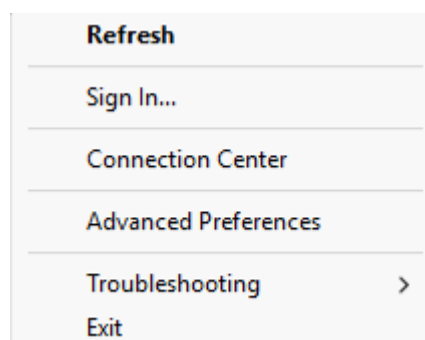 Refresh
Sign In...
Connection Center
Advanced Preferences
Troubleshooting
Exit